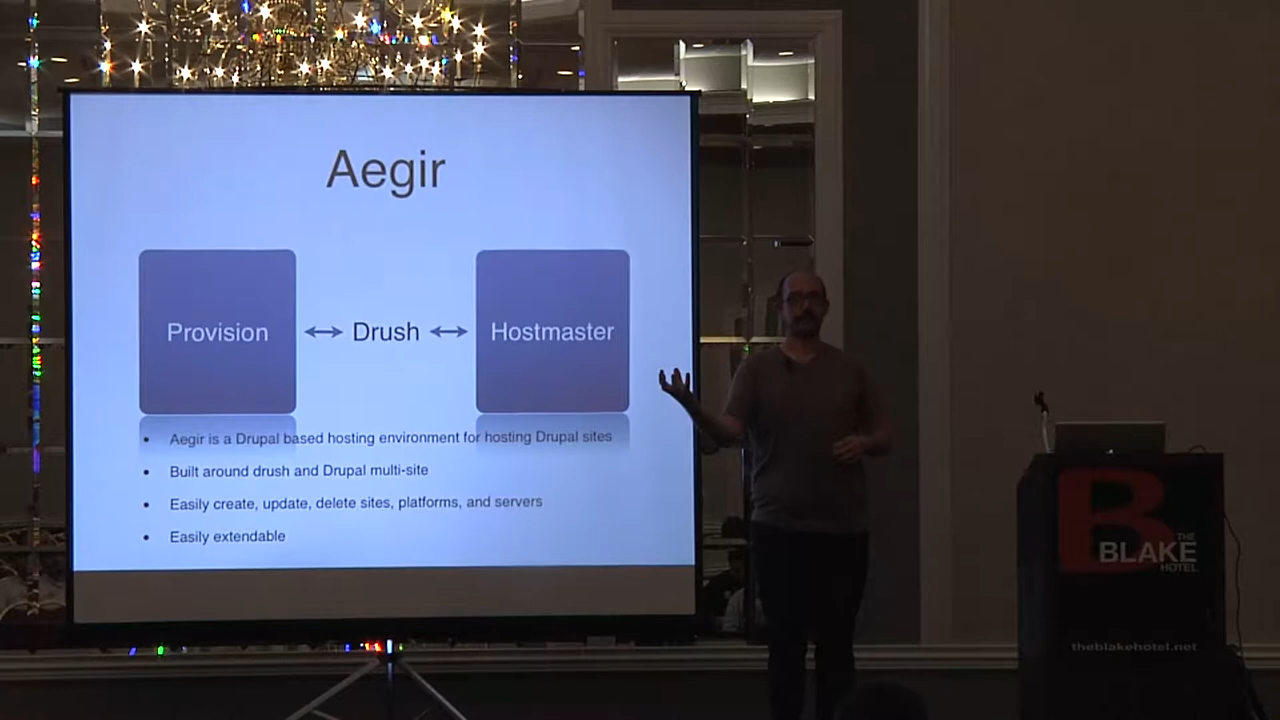 Aegir
Provision
Drush
Hostmaster
Aegir is a Drupal based hosting environment for hosting Drupal sites
Built around drush and Drupal multi-site
Easily create, update, delete sites, platforms, and servers
Easily extendable
B
THE
BLAKE
HOTEL
theblakehotel.net